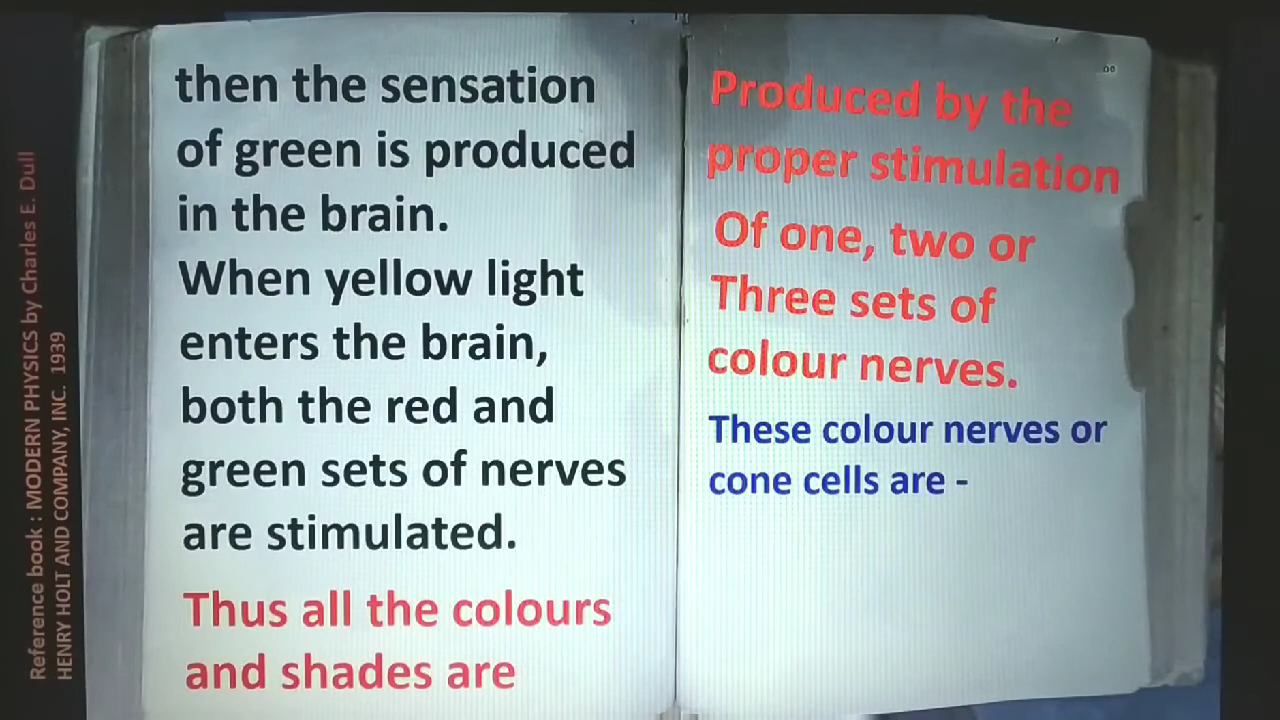 then the sensation
of green is produced
in the brain.
When yellow light
enters the brain,
both the red and
green sets of nerves
are stimulated.
Thus all the colours
and shades are
Produced by the
proper stimulation
Of one, two or
Three sets of
colour nerves.
These colour nerves or
cone cells are -
Reference book : MODERN PHYSICS by Charles E. Dull
HENRY HOLT AND COMPANY, INC. 1939